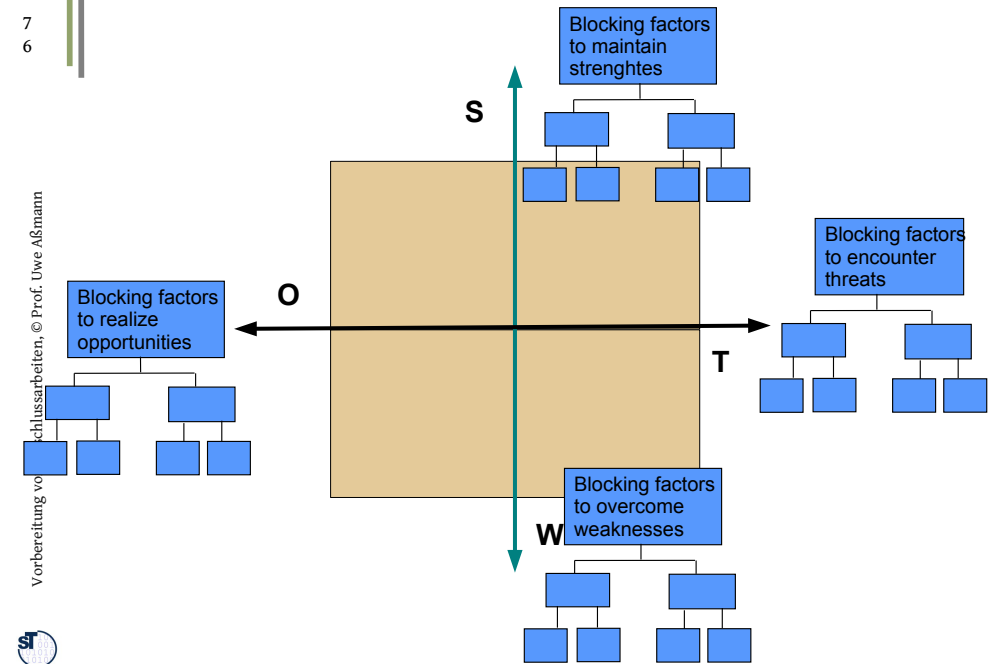 7
6
Blocking factors
to maintain
strenghtes
S
Blocking factors
to encounter
threats
O
Blocking factors
to realize
opportunities
T
Blocking factors
to overcome
weaknesses
W
Vorbereitung vo schlussarbeiten, © Prof. Uwe Aßmann
ST